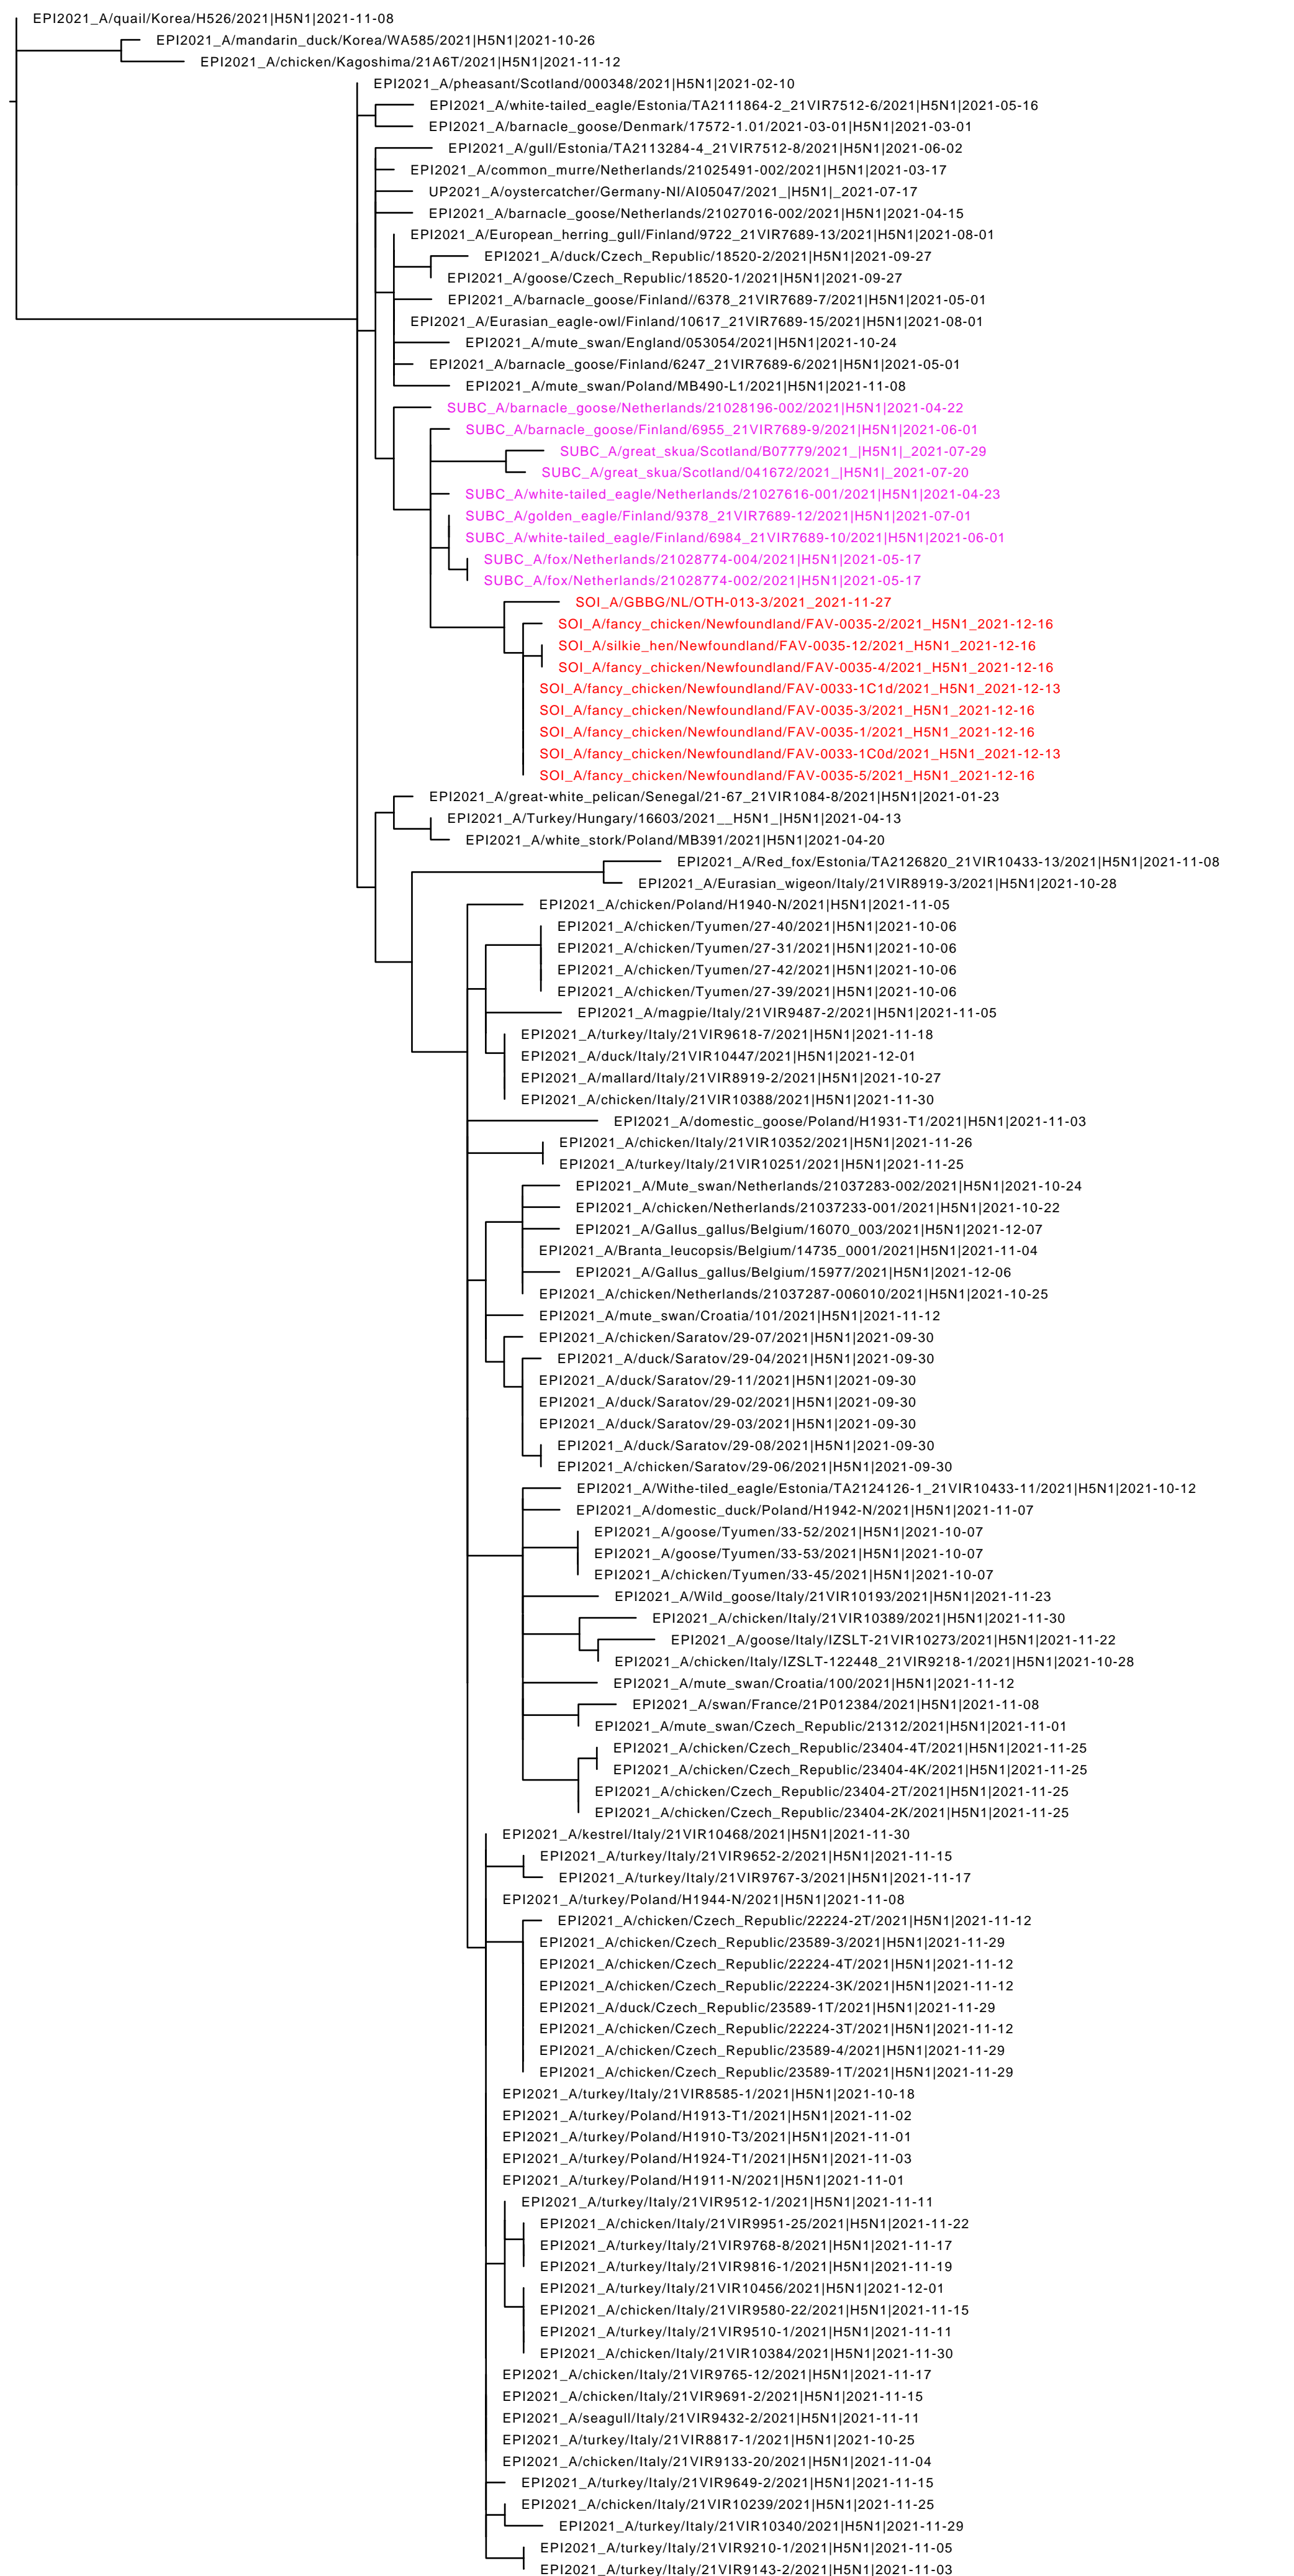 EPI2021_A/quail/Korea/H526/2021|H5N1|2021-11-08
EPI2021_A/mandarin_duck/Korea/WA585/2021|H5N1|2021-10-26
EPI2021_A/chicken/Kagoshima/21A6T/2021|H5N1|2021-11-12
EPI2021_A/pheasant/Scotland/000348/2021|H5N1|2021-02-10
EPI2021_A/white-tailed_eagle/Estonia/TA2111864-2_21VIR7512-6/2021|H5N1|2021-05-16
EPI2021_A/barnacle_goose/Denmark/17572-1.01/2021-03-01|H5N1|2021-03-01
EPI2021_A/gull/Estonia/TA2113284-4_21VIR7512-8/2021|H5N1|2021-06-02
EPI2021_A/common_murre/Netherlands/21025491-002/2021|H5N1|2021-03-17
UP2021_A/oystercatcher/Germany-NI/AI05047/2021_|H5N1|_2021-07-17
EPI2021_A/barnacle_goose/Netherlands/21027016-002/2021|H5N1|2021-04-15
EPI2021_A/European_herring_gull/Finland/9722_21VIR7689-13/2021|H5N1|2021-08-01
EPI2021_A/duck/Czech_Republic/18520-2/2021|H5N1|2021-09-27
EPI2021_A/goose/Czech_Republic/18520-1/2021|H5N1|2021-09-27
EPI2021_A/barnacle_goose/Finland//6378_21VIR7689-7/2021|H5N1|2021-05-01
EPI2021_A/Eurasian_eagle-owl/Finland/10617_21VIR7689-15/2021|H5N1|2021-08-01
EPI2021_A/mute_swan/England/053054/2021|H5N1|2021-10-24
EPI2021_A/barnacle_goose/Finland/6247_21VIR7689-6/2021|H5N1|2021-05-01
EPI2021_A/mute_swan/Poland/MB490-L1/2021|H5N1|2021-11-08
SUBC_A/barnacle_goose/Netherlands/21028196-002/2021|H5N1|2021-04-22
SUBC_A/barnacle_goose/Finland/6955_21VIR7689-9/2021|H5N1|2021-06-01
SUBC_A/great_skua/Scotland/B07779/2021_|H5N1|_2021-07-29
SUBC_A/great_skua/Scotland/041672/2021_|H5N1|_2021-07-20
SUBC_A/white-tailed_eagle/Netherlands/21027616-001/2021|H5N1|2021-04-23
SUBC_A/golden_eagle/Finland/9378_21VIR7689-12/2021|H5N1|2021-07-01
SUBC_A/white-tailed_eagle/Finland/6984_21VIR7689-10/2021|H5N1|2021-06-01
SUBC_A/fox/Netherlands/21028774-004/2021|H5N1|2021-05-17
SUBC_A/fox/Netherlands/21028774-002/2021|H5N1|2021-05-17
SOI_A/GBBG/NL/OTH-013-3/2021_2021-11-27
SOI_A/fancy_chicken/Newfoundland/FAV-0035-2/2021_H5N1_2021-12-16
SOI_A/silkie_hen/Newfoundland/FAV-0035-12/2021_H5N1_2021-12-16
SOI_A/fancy_chicken/Newfoundland/FAV-0035-4/2021_H5N1_2021-12-16
SOI_A/fancy_chicken/Newfoundland/FAV-0033-1C1d/2021_H5N1_2021-12-13
SOI_A/fancy_chicken/Newfoundland/FAV-0035-3/2021_H5N1_2021-12-16
SOI_A/fancy_chicken/Newfoundland/FAV-0035-1/2021_H5N1_2021-12-16
SOI_A/fancy_chicken/Newfoundland/FAV-0033-1C0d/2021_H5N1_2021-12-13
SOI_A/fancy_chicken/Newfoundland/FAV-0035-5/2021_H5N1_2021-12-16
EPI2021_A/great-white_pelican/Senegal/21-67_21VIR1084-8/2021|H5N1|2021-01-23
EPI2021_A/Turkey/Hungary/16603/2021__H5N1_|H5N1|2021-04-13
EPI2021_A/white_stork/Poland/MB391/2021|H5N1|2021-04-20
EPI2021_A/Red_fox/Estonia/TA2126820_21VIR10433-13/2021|H5N1|2021-11-08
EPI2021_A/Eurasian_wigeon/Italy/21VIR8919-3/2021|H5N1|2021-10-28
EPI2021_A/chicken/Poland/H1940-N/2021|H5N1|2021-11-05
EPI2021_A/chicken/Tyumen/27-40/2021|H5N1|2021-10-06
EPI2021_A/chicken/Tyumen/27-31/2021|H5N1|2021-10-06
EPI2021_A/chicken/Tyumen/27-42/2021|H5N1|2021-10-06
EPI2021_A/chicken/Tyumen/27-39/2021|H5N1|2021-10-06
EPI2021_A/magpie/Italy/21VIR9487-2/2021|H5N1|2021-11-05
EPI2021_A/turkey/Italy/21VIR9618-7/2021|H5N1|2021-11-18
EPI2021_A/duck/Italy/21VIR10447/2021|H5N1|2021-12-01
EPI2021_A/mallard/Italy/21VIR8919-2/2021|H5N1|2021-10-27
EPI2021_A/chicken/Italy/21VIR10388/2021|H5N1|2021-11-30
EPI2021_A/domestic_goose/Poland/H1931-T1/2021|H5N1|2021-11-03
EPI2021_A/chicken/Italy/21VIR10352/2021|H5N1|2021-11-26
EPI2021_A/turkey/Italy/21VIR10251/2021|H5N1|2021-11-25
EPI2021_A/Mute_swan/Netherlands/21037283-002/2021|H5N1|2021-10-24
EPI2021_A/chicken/Netherlands/21037233-001/2021|H5N1|2021-10-22
EPI2021_A/Gallus_gallus/Belgium/16070_003/2021|H5N1|2021-12-07
EPI2021_A/Branta_leucopsis/Belgium/14735_0001/2021|H5N1|2021-11-04
EPI2021_A/Gallus_gallus/Belgium/15977/2021|H5N1|2021-12-06
EPI2021_A/chicken/Netherlands/21037287-006010/2021|H5N1|2021-10-25
EPI2021_A/mute_swan/Croatia/101/2021|H5N1|2021-11-12
EPI2021_A/chicken/Saratov/29-07/2021|H5N1|2021-09-30
EPI2021_A/duck/Saratov/29-04/2021|H5N1|2021-09-30
EPI2021_A/duck/Saratov/29-11/2021|H5N1|2021-09-30
EPI2021_A/duck/Saratov/29-02/2021|H5N1|2021-09-30
EPI2021_A/duck/Saratov/29-03/2021|H5N1|2021-09-30
EPI2021_A/duck/Saratov/29-08/2021|H5N1|2021-09-30
EPI2021_A/chicken/Saratov/29-06/2021|H5N1|2021-09-30
EPI2021_A/Withe-tiled_eagle/Estonia/TA2124126-1_21VIR10433-11/2021|H5N1|2021-10-12
EPI2021_A/domestic_duck/Poland/H1942-N/2021|H5N1|2021-11-07
EPI2021_A/goose/Tyumen/33-52/2021|H5N1|2021-10-07
EPI2021_A/goose/Tyumen/33-53/2021|H5N1|2021-10-07
EPI2021_A/chicken/Tyumen/33-45/2021|H5N1|2021-10-07
EPI2021_A/Wild_goose/Italy/21VIR10193/2021|H5N1|2021-11-23
EPI2021_A/chicken/Italy/21VIR10389/2021|H5N1|2021-11-30
EPI2021_A/goose/Italy/IZSLT-21VIR10273/2021|H5N1|2021-11-22
EPI2021_A/chicken/Italy/IZSLT-122448_21VIR9218-1/2021|H5N1|2021-10-28
EPI2021_A/mute_swan/Croatia/100/2021|H5N1|2021-11-12
EPI2021_A/swan/France/21P012384/2021|H5N1|2021-11-08
EPI2021_A/mute_swan/Czech_Republic/21312/2021|H5N1|2021-11-01
EPI2021_A/chicken/Czech_Republic/23404-4T/2021|H5N1|2021-11-25
EPI2021_A/chicken/Czech_Republic/23404-4K/2021|H5N1|2021-11-25
EPI2021_A/chicken/Czech_Republic/23404-2T/2021|H5N1|2021-11-25
EPI2021_A/chicken/Czech_Republic/23404-2K/2021|H5N1|2021-11-25
EPI2021_A/kestrel/Italy/21VIR10468/2021|H5N1|2021-11-30
EPI2021_A/turkey/Italy/21VIR9652-2/2021|H5N1|2021-11-15
EPI2021_A/turkey/Italy/21VIR9767-3/2021|H5N1|2021-11-17
EPI2021_A/turkey/Poland/H1944-N/2021|H5N1|2021-11-08
EPI2021_A/chicken/Czech_Republic/22224-2T/2021|H5N1|2021-11-12
EPI2021_A/chicken/Czech_Republic/23589-3/2021|H5N1|2021-11-29
EPI2021_A/chicken/Czech_Republic/22224-4T/2021|H5N1|2021-11-12
EPI2021_A/chicken/Czech_Republic/22224-3K/2021|H5N1|2021-11-12
EPI2021_A/duck/Czech_Republic/23589-1T/2021|H5N1|2021-11-29
EPI2021_A/chicken/Czech_Republic/22224-3T/2021|H5N1|2021-11-12
EPI2021_A/chicken/Czech_Republic/23589-4/2021|H5N1|2021-11-29
EPI2021_A/chicken/Czech_Republic/23589-1T/2021|H5N1|2021-11-29
EPI2021_A/turkey/Italy/21VIR8585-1/2021|H5N1|2021-10-18
EPI2021_A/turkey/Poland/H1913-T1/2021|H5N1|2021-11-02
EPI2021_A/turkey/Poland/H1910-T3/2021|H5N1|2021-11-01
EPI2021_A/turkey/Poland/H1924-T1/2021|H5N1|2021-11-03
EPI2021_A/turkey/Poland/H1911-N/2021|H5N1|2021-11-01
EPI2021_A/turkey/Italy/21VIR9512-1/2021|H5N1|2021-11-11
EPI2021_A/chicken/Italy/21VIR9951-25/2021|H5N1|2021-11-22
EPI2021_A/turkey/Italy/21VIR9768-8/2021|H5N1|2021-11-17
EPI2021_A/turkey/Italy/21VIR9816-1/2021|H5N1|2021-11-19
EPI2021_A/turkey/Italy/21VIR10456/2021|H5N1|2021-12-01
EPI2021_A/chicken/Italy/21VIR9580-22/2021|H5N1|2021-11-15
EPI2021_A/turkey/Italy/21VIR9510-1/2021|H5N1|2021-11-11
EPI2021_A/chicken/Italy/21VIR10384/2021|H5N1|2021-11-30
EPI2021_A/chicken/Italy/21VIR9765-12/2021|H5N1|2021-11-17
EPI2021_A/chicken/Italy/21VIR9691-2/2021|H5N1|2021-11-15
EPI2021_A/seagull/Italy/21VIR9432-2/2021|H5N1|2021-11-11
EPI2021_A/turkey/Italy/21VIR8817-1/2021|H5N1|2021-10-25
EPI2021_A/chicken/Italy/21VIR9133-20/2021|H5N1|2021-11-04
EPI2021_A/turkey/Italy/21VIR9649-2/2021|H5N1|2021-11-15
EPI2021_A/chicken/Italy/21VIR10239/2021|H5N1|2021-11-25
EPI2021_A/turkey/Italy/21VIR10340/2021|H5N1|2021-11-29
EPI2021_A/turkey/Italy/21VIR9210-1/2021|H5N1|2021-11-05
EPI2021_A/turkey/Italy/21VIR9143-2/2021|H5N1|2021-11-03